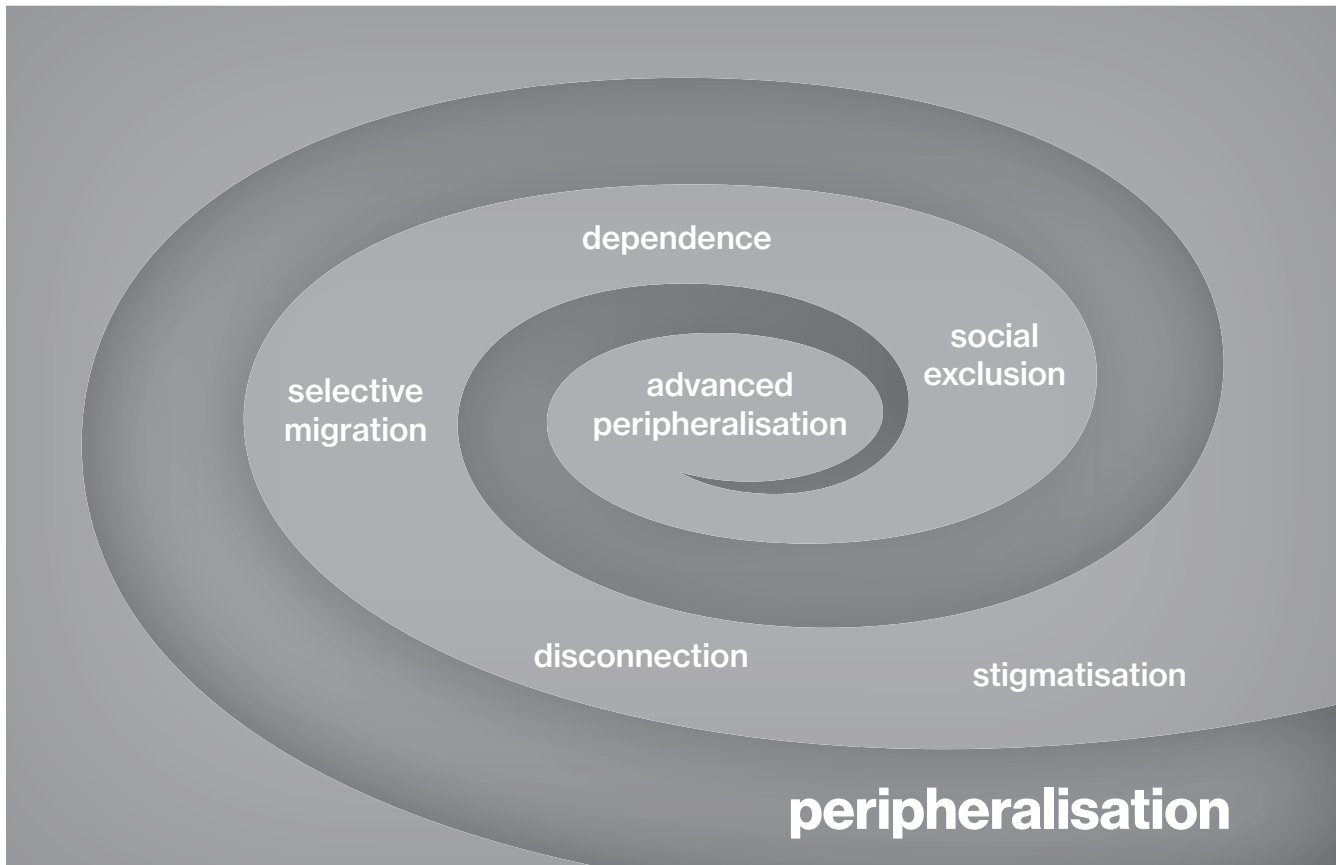 dependence
social
exclusion
selective
migration
advanced
peripheralisation
disconnection
stigmatisation
peripheralisation